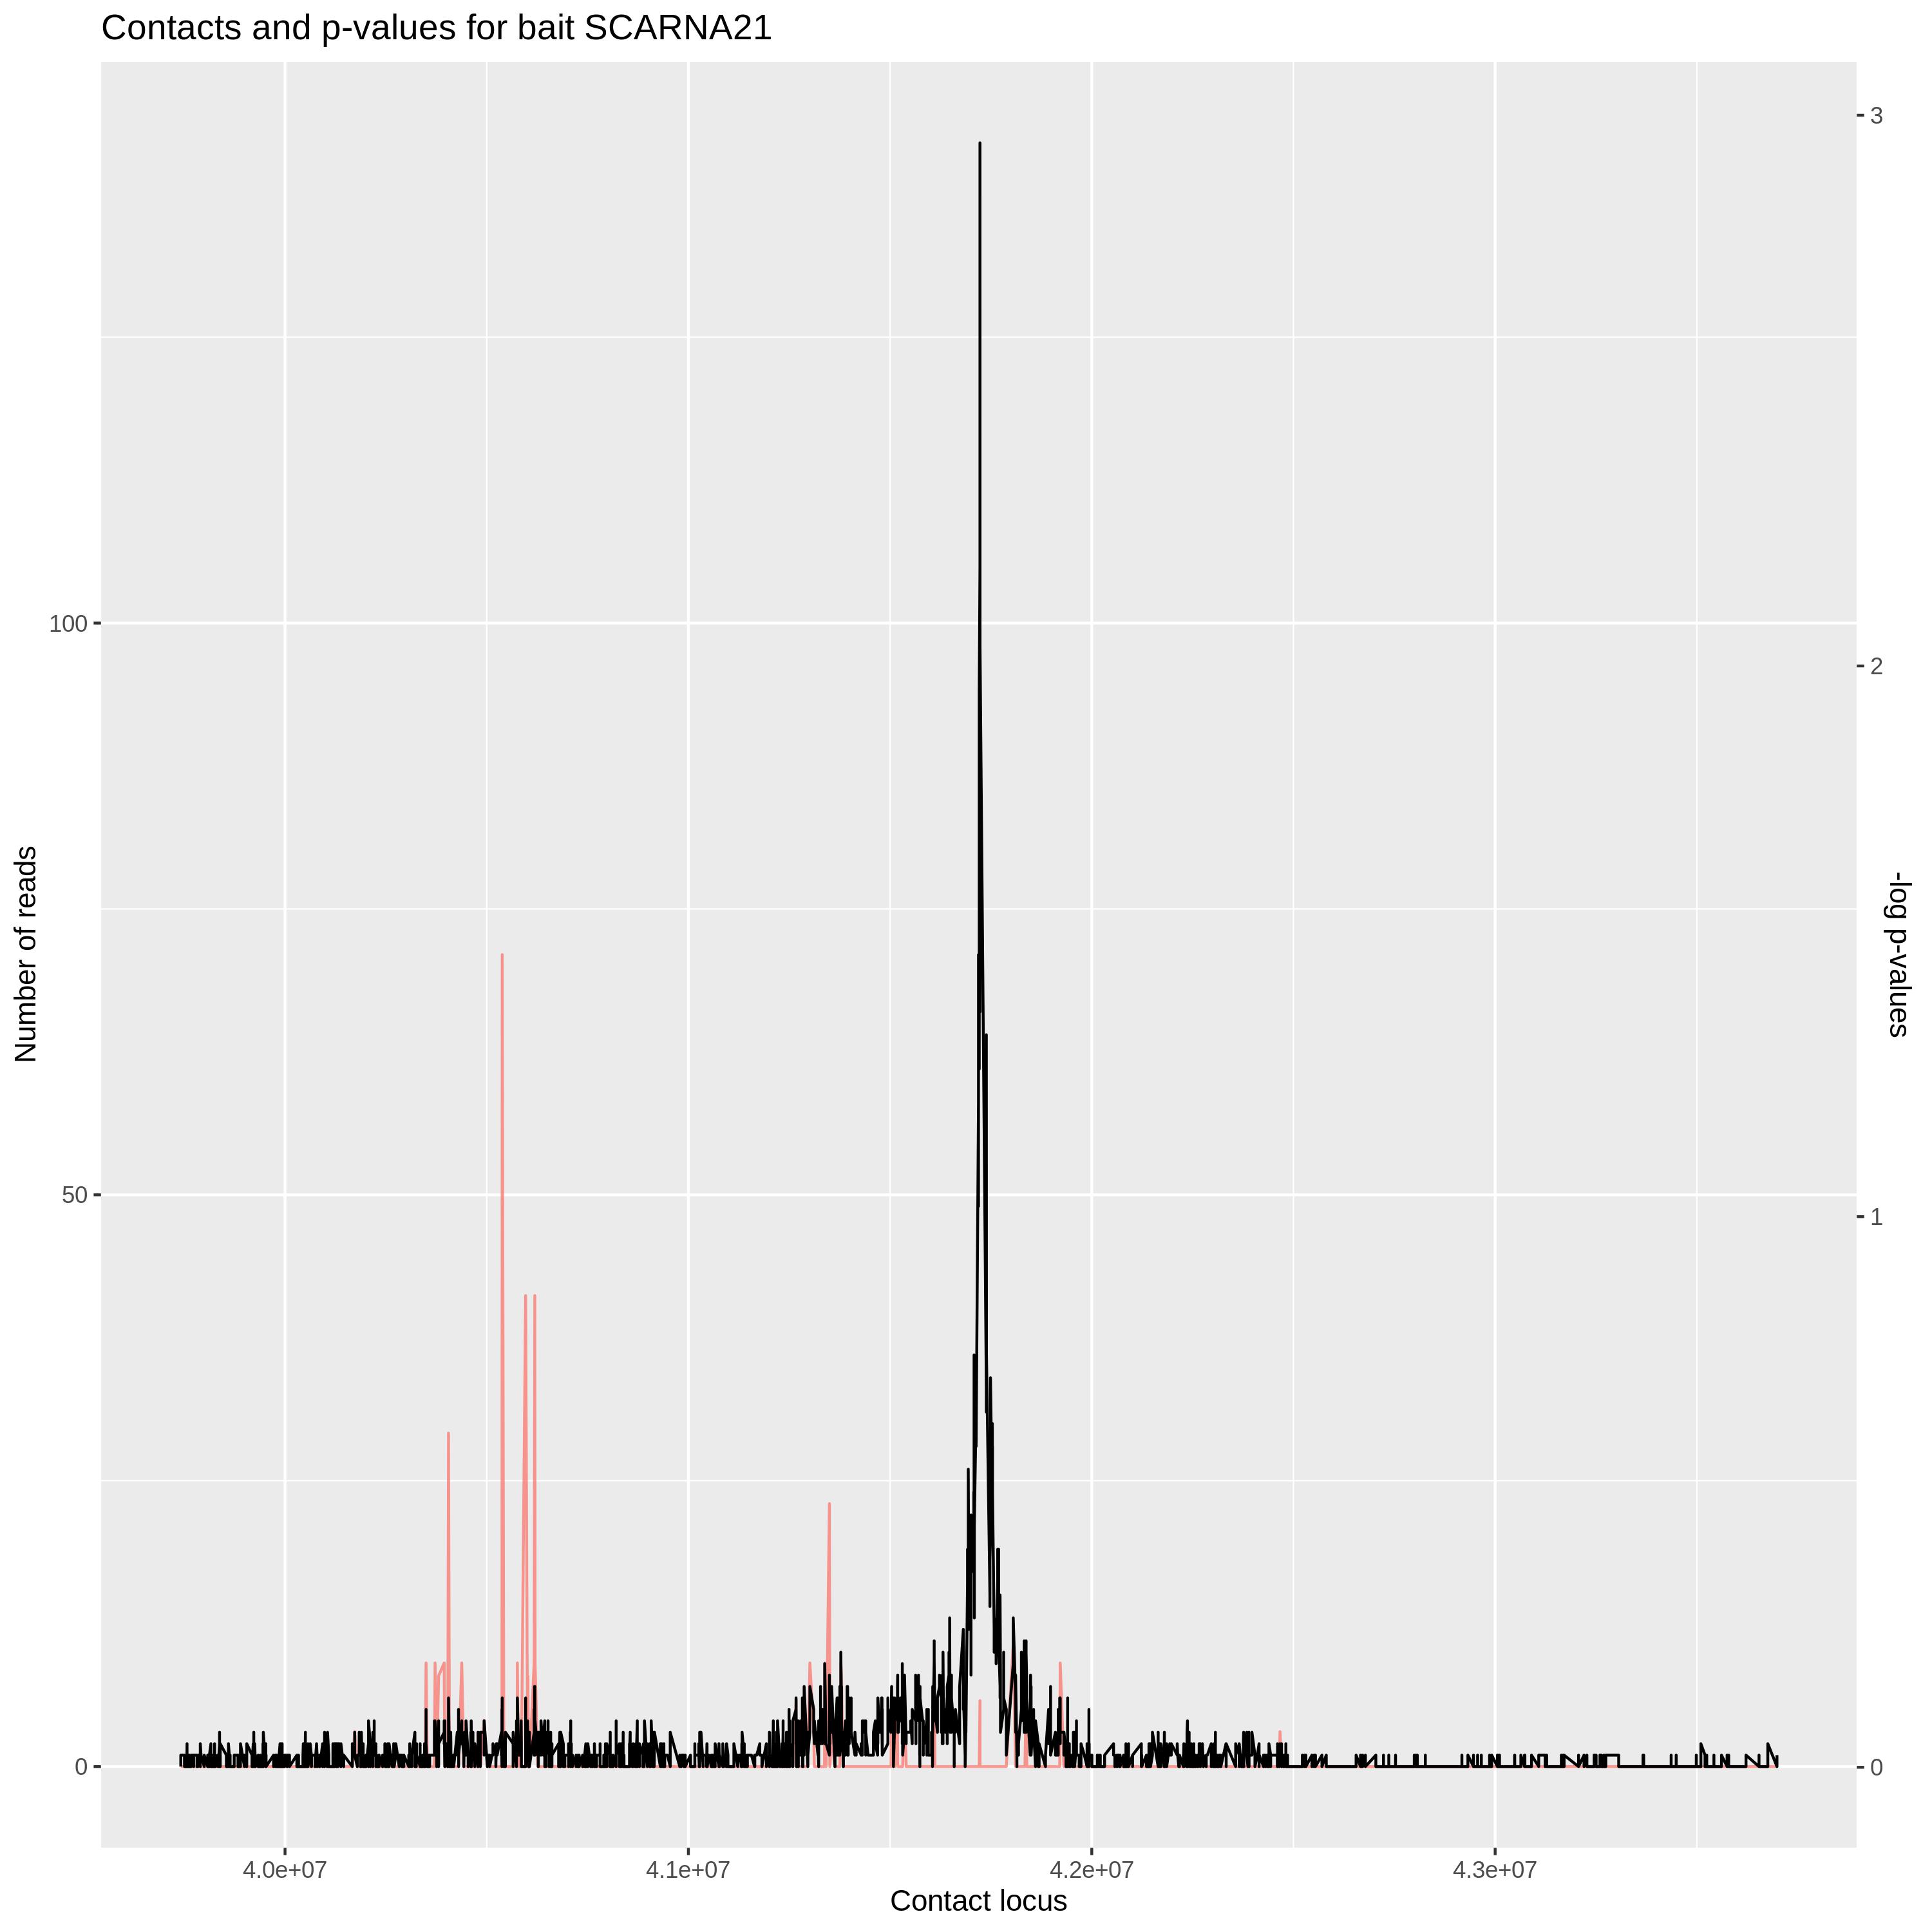 Contacts and p-values for bait SCARNA21
Number of reads
100
50
0
3
2
1
0
-log p-values
4.0e+07
4.1e+07
4.2e+07
4.3e+07
Contact locus